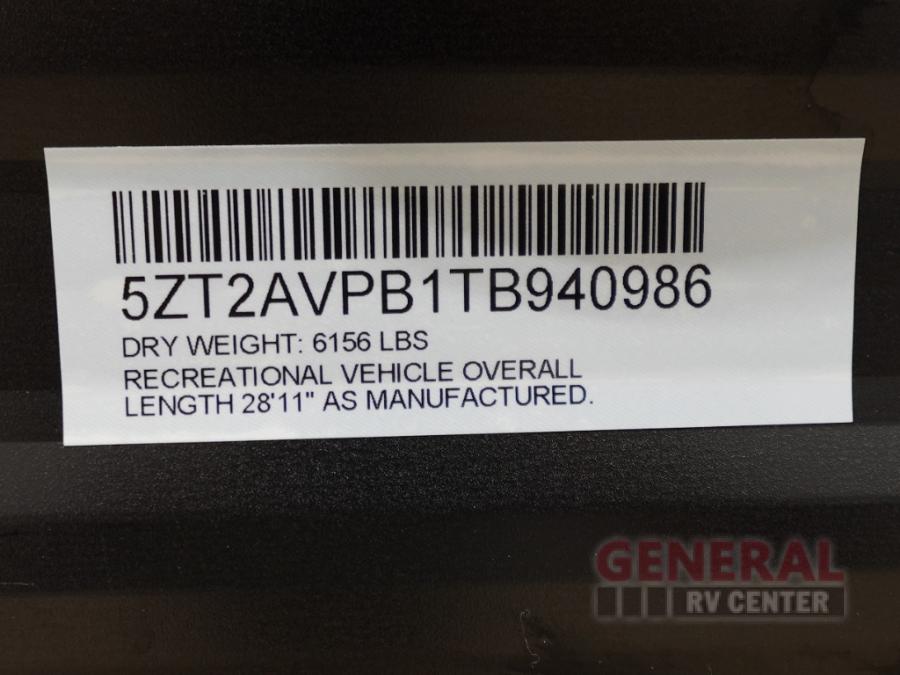 5ZT2AVPB1TB940986
DRY WEIGHT: 6156 LBS
RECREATIONAL VEHICLE OVERALL
LENGTH 28'11" AS MANUFACTURED.
GENERAL
RV CENTER